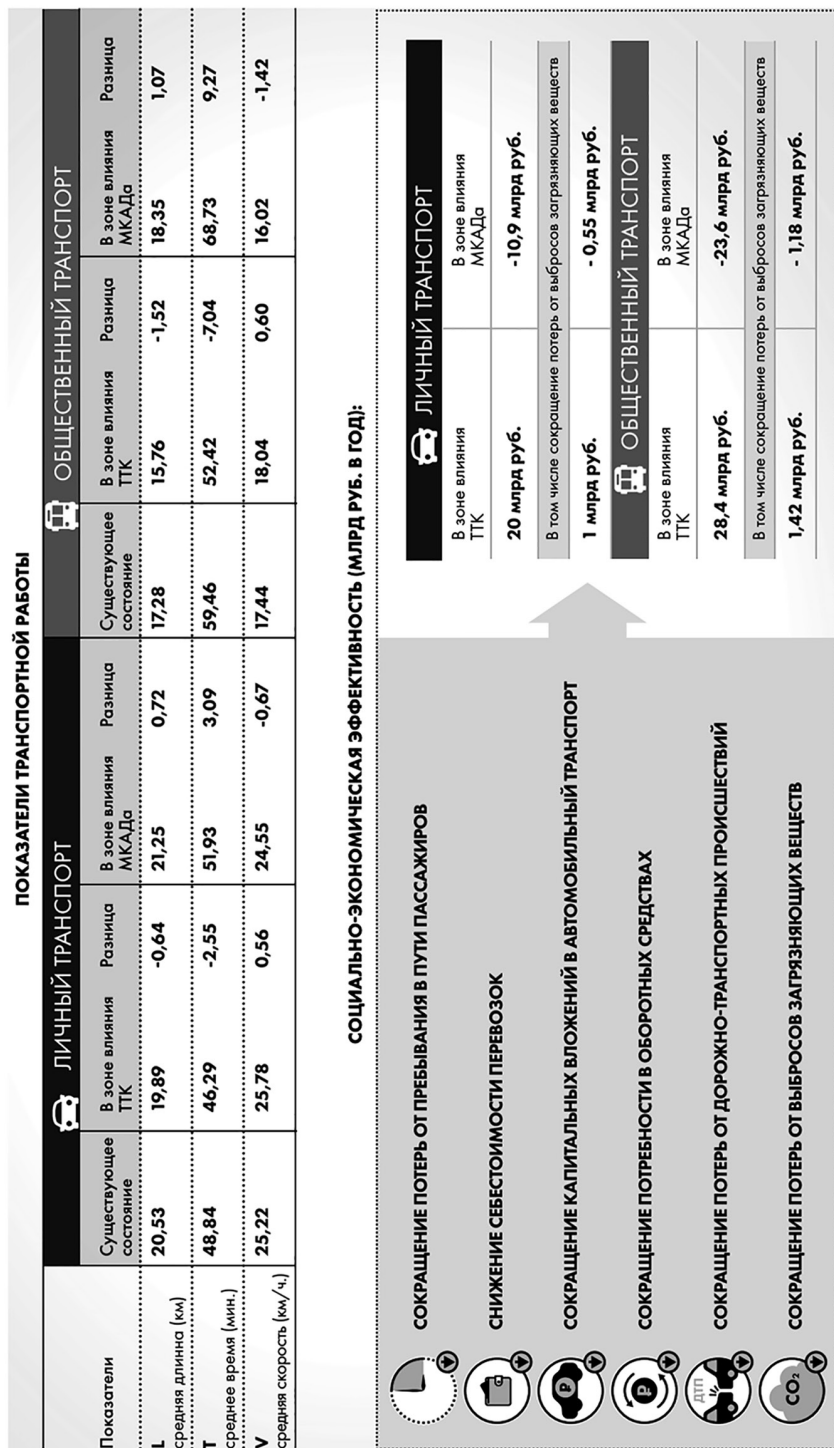 ПОКАЗАТЕЛИ ТРАНСПОРТНОЙ РАБОТЫ
Показатели
ЛИЧНЫЙ ТРАНСПОРТ
ОБЩЕСТВЕННЫЙ ТРАНСПОРТ
Существующее состояние
В зоне влияния ТТК
Разница
В зоне влияния МКАДа
Разница
Существующее состояние
В зоне влияния ТТК
Разница
В зоне влияния МКАДа
Разница
L
средняя длинна (км)
20,53 19,89 -0,64 21,25 0,72 17,28 15,76 -1,52 18,35 1,07
T
среднее время (мин.)
48,84 46,29 -2,55 51,93 3,09 59,46 52,42 -7,04 68,73 9,27
V
средняя скорость (км/ч.)
25,22 25,78 0,56 24,55 -0,67 17,44 18,04 0,60 16,02 -1,42
СОЦИАЛЬНО-ЭКОНОМИЧЕСКАЯ ЭФФЕКТИВНОСТЬ (МЛРД РУБ. В ГОД):
СОКРАЩЕНИЕ ПОТЕРЬ ОТ ПРЕБЫВАНИЯ В ПУТИ ПАССАЖИРОВ
СНИЖЕНИЕ СЕБЕСТОИМОСТИ ПЕРЕВОЗОК
₽
СОКРАЩЕНИЕ КАПИТАЛЬНЫХ ВЛОЖЕНИЙ В АВТОМОБИЛЬНЫЙ ТРАНСПОРТ
₽
СОКРАЩЕНИЕ ПОТРЕБНОСТИ В ОБОРОТНЫХ СРЕДСТВАХ
ДТП
СОКРАЩЕНИЕ ПОТЕРЬ ОТ ДОРОЖНО-ТРАНСПОРТНЫХ ПРОИСШЕСТВИЙ
CO₂
СОКРАЩЕНИЕ ПОТЕРЬ ОТ ВЫБРОСОВ ЗАГРЯЗНЯЮЩИХ ВЕЩЕСТВ
ЛИЧНЫЙ ТРАНСПОРТ
В зоне влияния ТТК
В зоне влияния МКАДа
20 млрд руб. -10,9 млрд руб.
В том числе сокращение потерь от выбросов загрязняющих веществ
1 млрд руб. - 0,55 млрд руб.
ОБЩЕСТВЕННЫЙ ТРАНСПОРТ
В зоне влияния ТТК
В зоне влияния МКАДа
28,4 млрд руб. -23,6 млрд руб.
В том числе сокращение потерь от выбросов загрязняющих веществ
1,42 млрд руб. - 1,18 млрд руб.